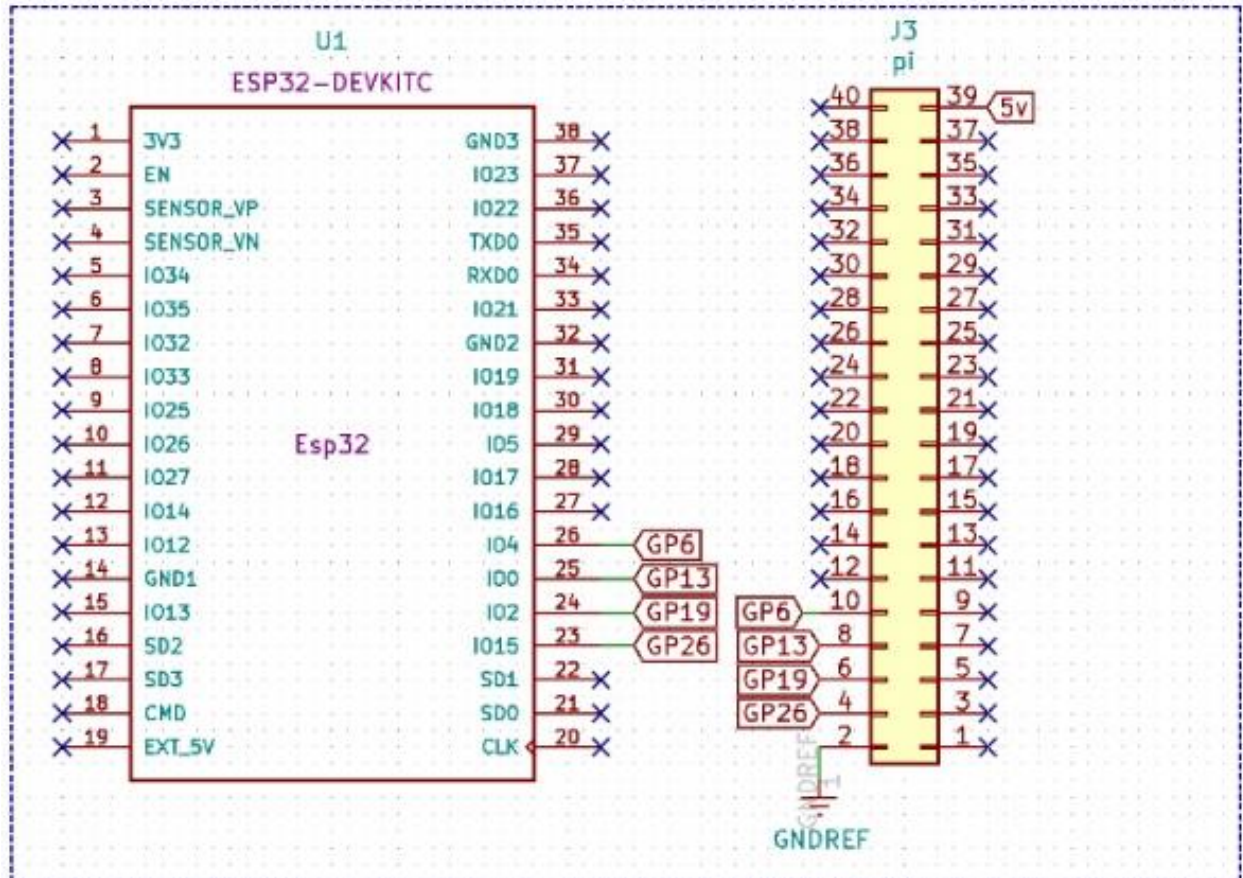 U1
ESP32-DEVKITC
1 3V3 GND3 38
2 EN IO23 37
3 SENSOR_VP IO22 36
4 SENSOR_VN TXD0 35
5 IO34 RXD0 34
6 IO35 IO21 33
7 IO32 GND2 32
8 IO33 IO19 31
9 IO25 IO18 30
10 IO26 Esp32 IO5 29
11 IO27 IO17 28
12 IO14 IO16 27
13 IO12 IO4 26 GP6
14 GND1 IO0 25 GP13
15 IO13 IO2 24 GP19
16 SD2 IO15 23 GP26
17 SD3 SD1 22
18 CMD SD0 21
19 EXT_5V CLK 20
J3
pi
40 39 5v
38 37
36 35
34 33
32 31
30 29
28 27
26 25
24 23
22 21
20 19
18 17
16 15
14 13
12 11
GP6 10 9
GP13 8 7
GP19 6 5
GP26 4 3
2 1
GNDREF
1
GNDREF